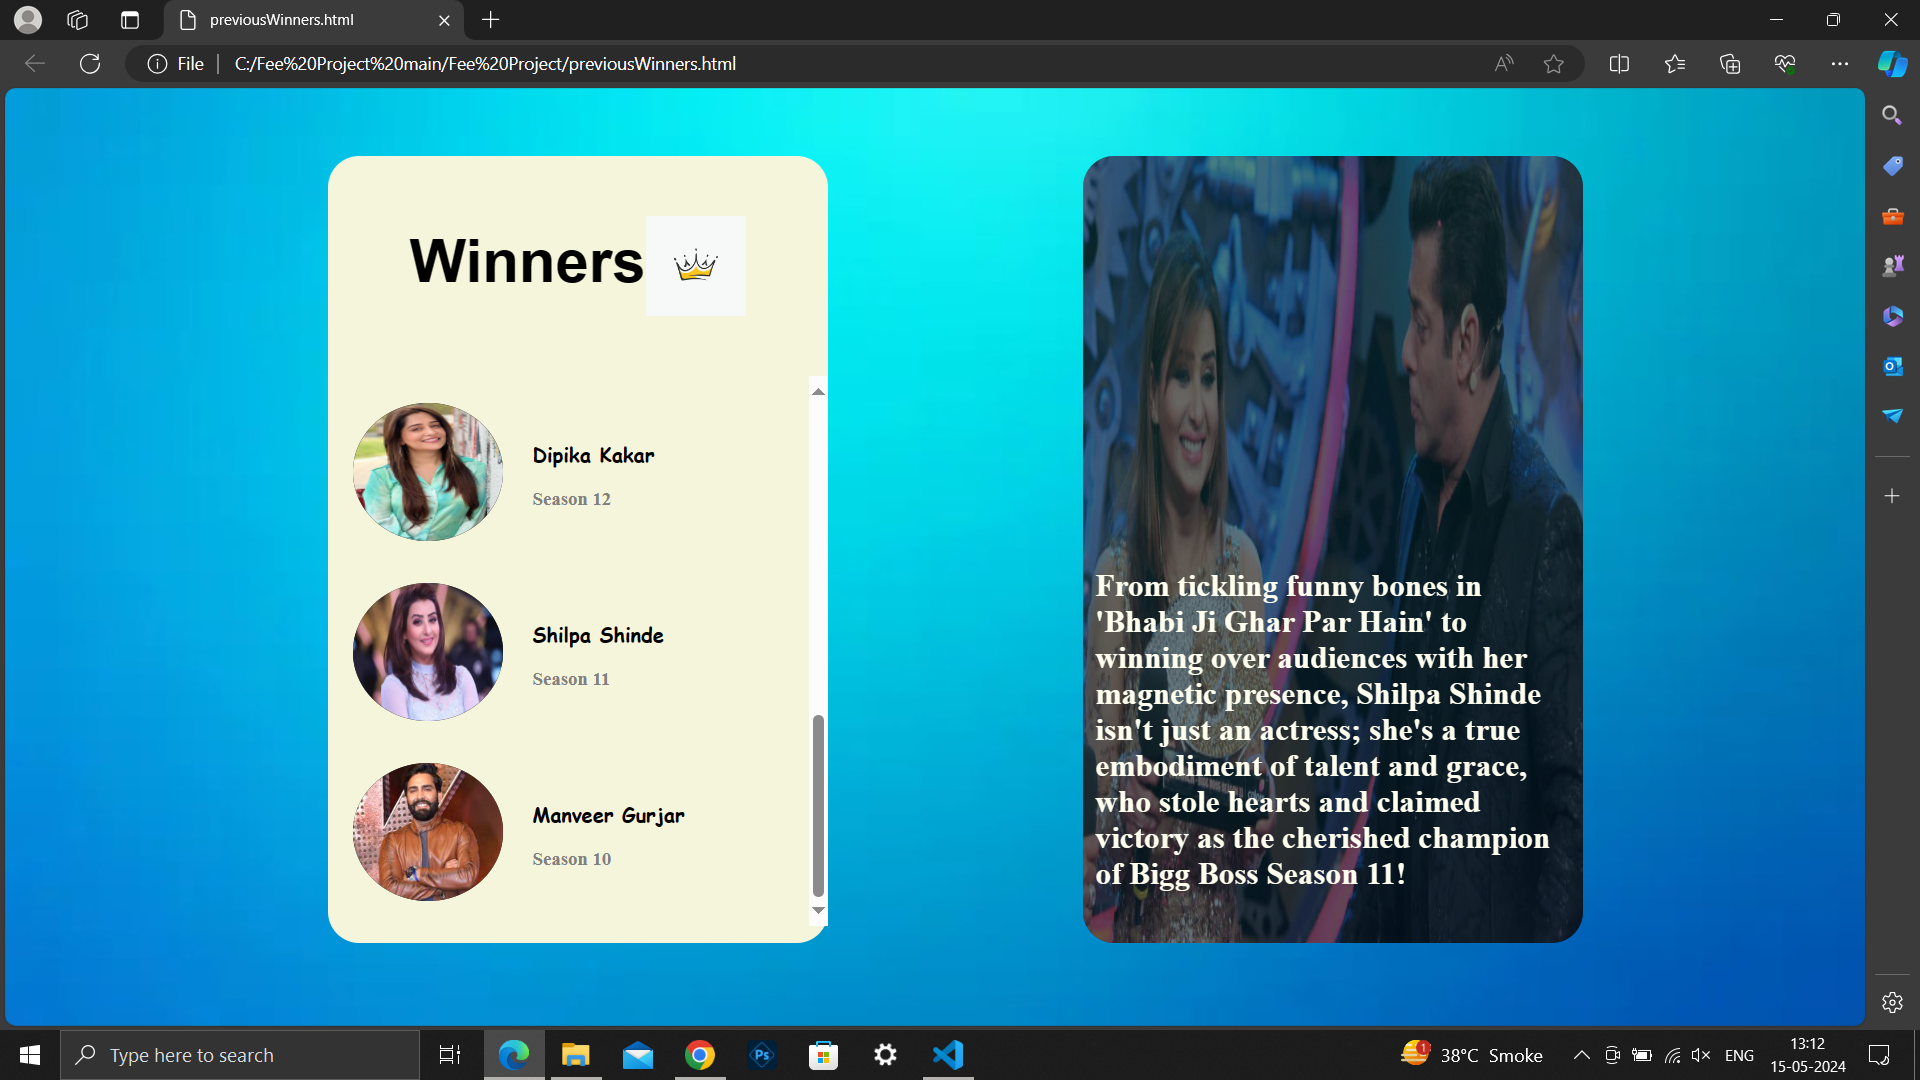 previousWinners.html
File
C:/Fee%20Project%20main/Fee%20Project/previousWinners.html
Winners
Dipika Kakar
Season 12
Shilpa Shinde
Season 11
Manveer Gurjar
Season 10
From tickling funny bones in
'Bhabi Ji Ghar Par Hain' to
winning over audiences with her
magnetic presence, Shilpa Shinde
isn't just an actress; she's a true
embodiment of talent and grace,
who stole hearts and claimed
victory as the cherished champion
of Bigg Boss Season 11!
Type here to search
Ps
1
38°C Smoke
ENG
13:12
15-05-2024